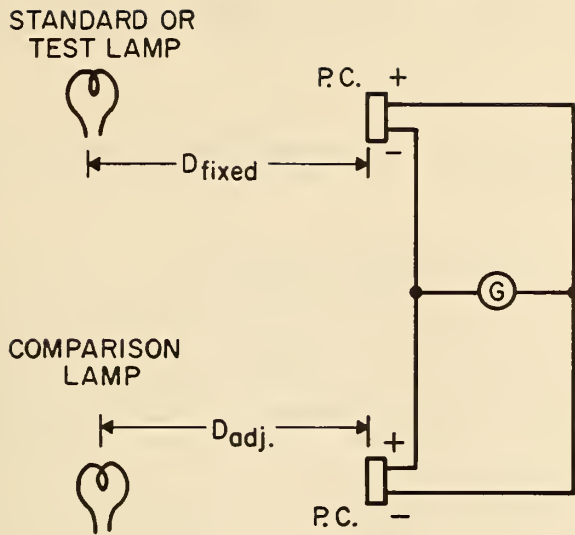 STANDARD OR
TEST LAMP
P.C. +
-
D fixed
G
COMPARISON
LAMP
D adj.
+
P.C. -